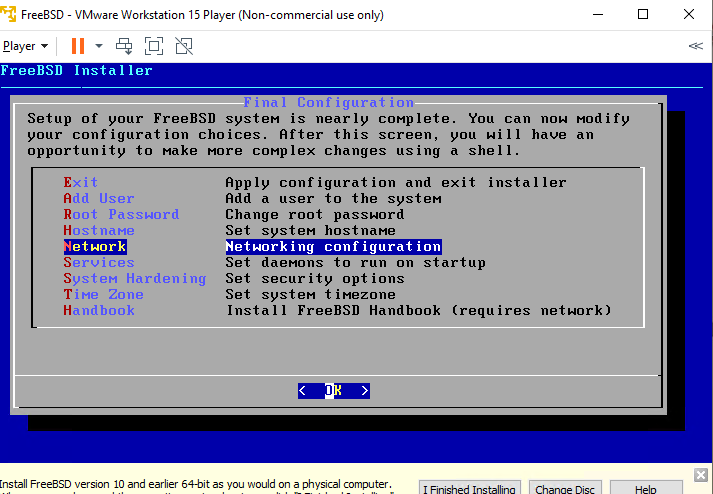 FreeBSD - VMware Workstation 15 Player (Non-commercial use only)
Player
FreeBSD Installer
Final Configuration
Setup of your FreeBSD system is nearly complete. You can now modify
your configuration choices. After this screen, you will have an
opportunity to make more complex changes using a shell.
Exit Apply configuration and exit installer
Add User Add a user to the system
Root Password Change root password
Hostname Set system hostname
Network Networking configuration
Services Set daemons to run on startup
System Hardening Set security options
Time Zone Set system timezone
Handbook Install FreeBSD Handbook (requires network)
< OK >
Install FreeBSD version 10 and earlier 64-bit as you would on a physical computer.
I Finished Installing Change Disc Help